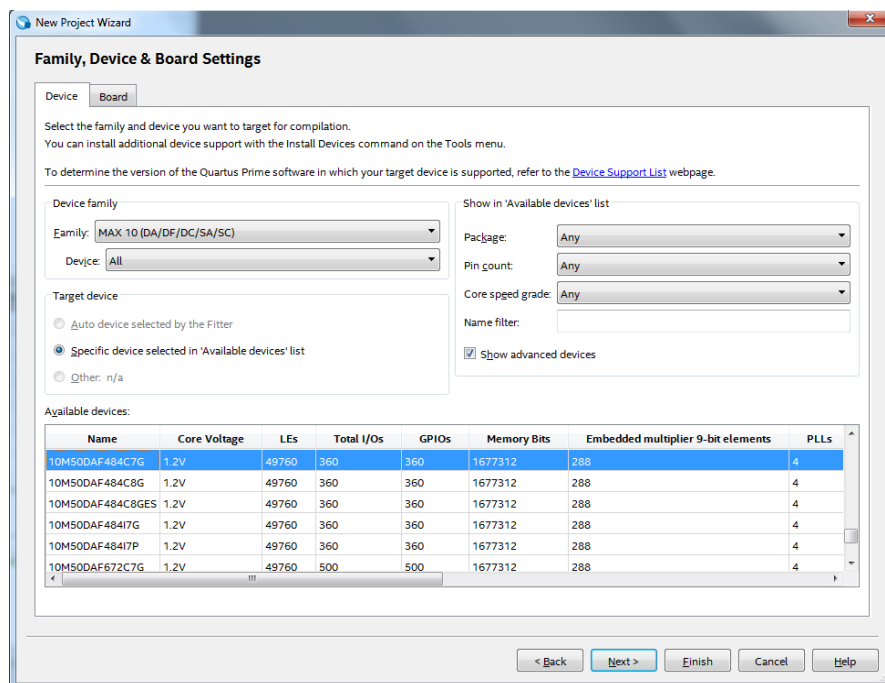 New Project Wizard
Family, Device & Board Settings
Device Board
Select the family and device you want to target for compilation.
You can install additional device support with the Install Devices command on the Tools menu.
To determine the version of the Quartus Prime software in which your target device is supported, refer to the Device Support List webpage.
Device family
Family: MAX 10 (DA/DF/DC/SA/SC)
Device: All
Target device
Auto device selected by the Fitter
Specific device selected in 'Available devices' list
Other: n/a
Show in 'Available devices' list
Package: Any
Pin count: Any
Core speed grade: Any
Name filter:
Show advanced devices
Available devices:
Name Core Voltage LEs Total I/Os GPIOs Memory Bits Embedded multiplier 9-bit elements PLLs
10M50DAF484C7G 1.2V 49760 360 360 1677312 288 4
10M50DAF484C8G 1.2V 49760 360 360 1677312 288 4
10M50DAF484C8GES 1.2V 49760 360 360 1677312 288 4
10M50DAF484I7G 1.2V 49760 360 360 1677312 288 4
10M50DAF484I7P 1.2V 49760 360 360 1677312 288 4
10M50DAF672C7G 1.2V 49760 500 500 1677312 288 4
< Back Next > Finish Cancel Help